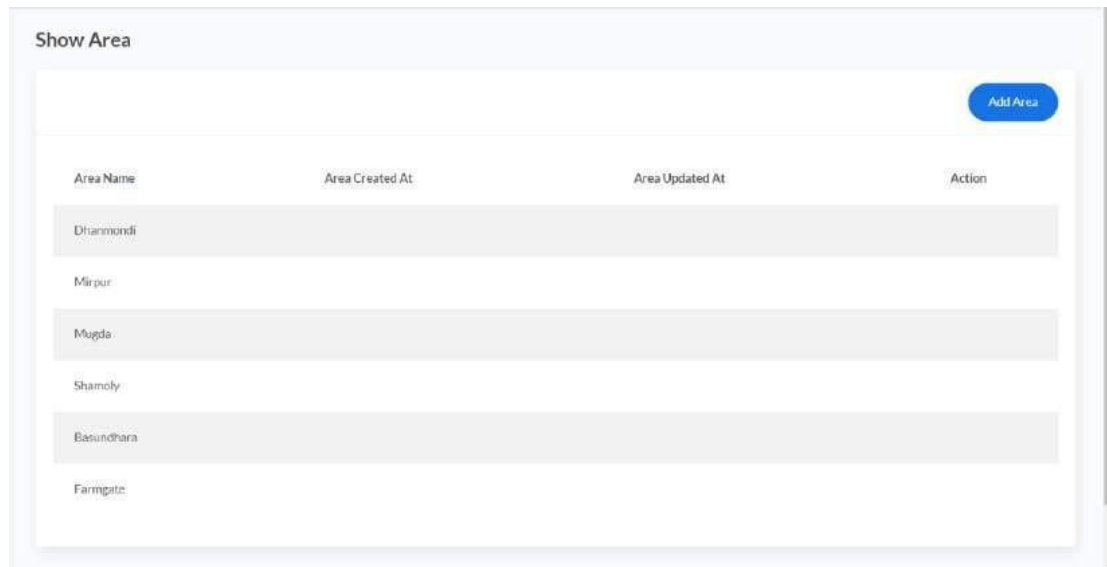 Show Area
Add Area
Area Name Area Created At Area Updated At Action
Dhanmondi
Mirpur
Mugda
Shamoly
Basundhara
Farmgate